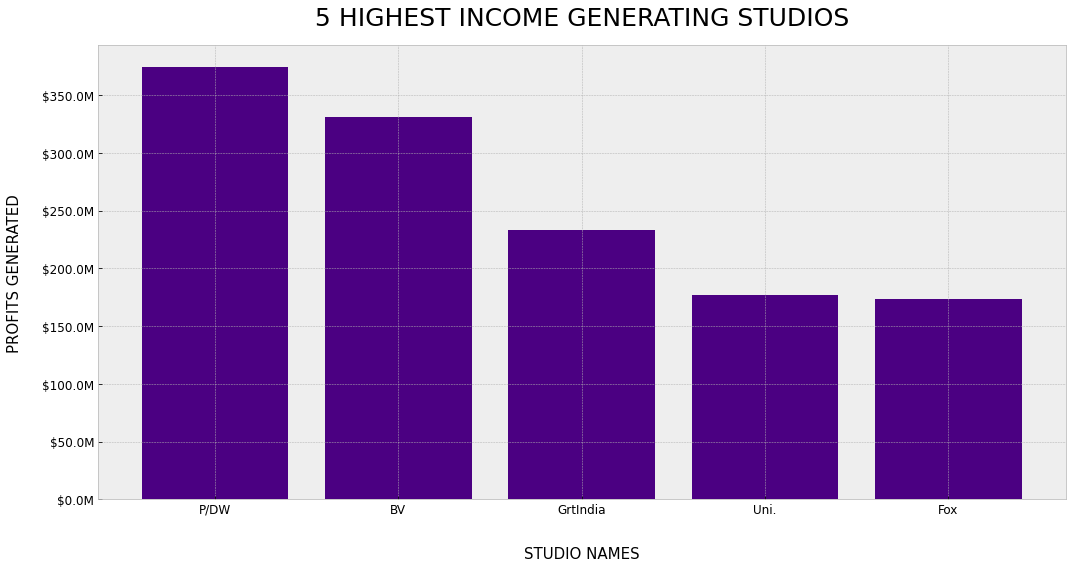 5 HIGHEST INCOME GENERATING STUDIOS
PROFITS GENERATED
$350.0M
$300.0M
$250.0M
$200.0M
$150.0M
$100.0M
$50.0M
$0.0M
P/DW BV GrtIndia Uni. Fox
STUDIO NAMES